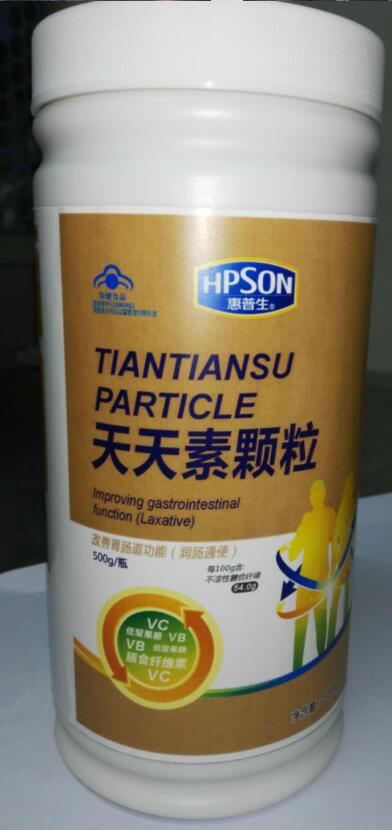 HPSON
惠普生®
保健食品
TIANTIANSU
PARTICLE
天天素颗粒
Improving gastrointestinal
function (Laxative)
改善胃肠道功能（润肠通便）
500g/瓶
每100g含:
不溶性膳食纤维
54.0g
VC
低聚果糖 VB
VB 低聚果糖
膳食纤维素
VC
净含量